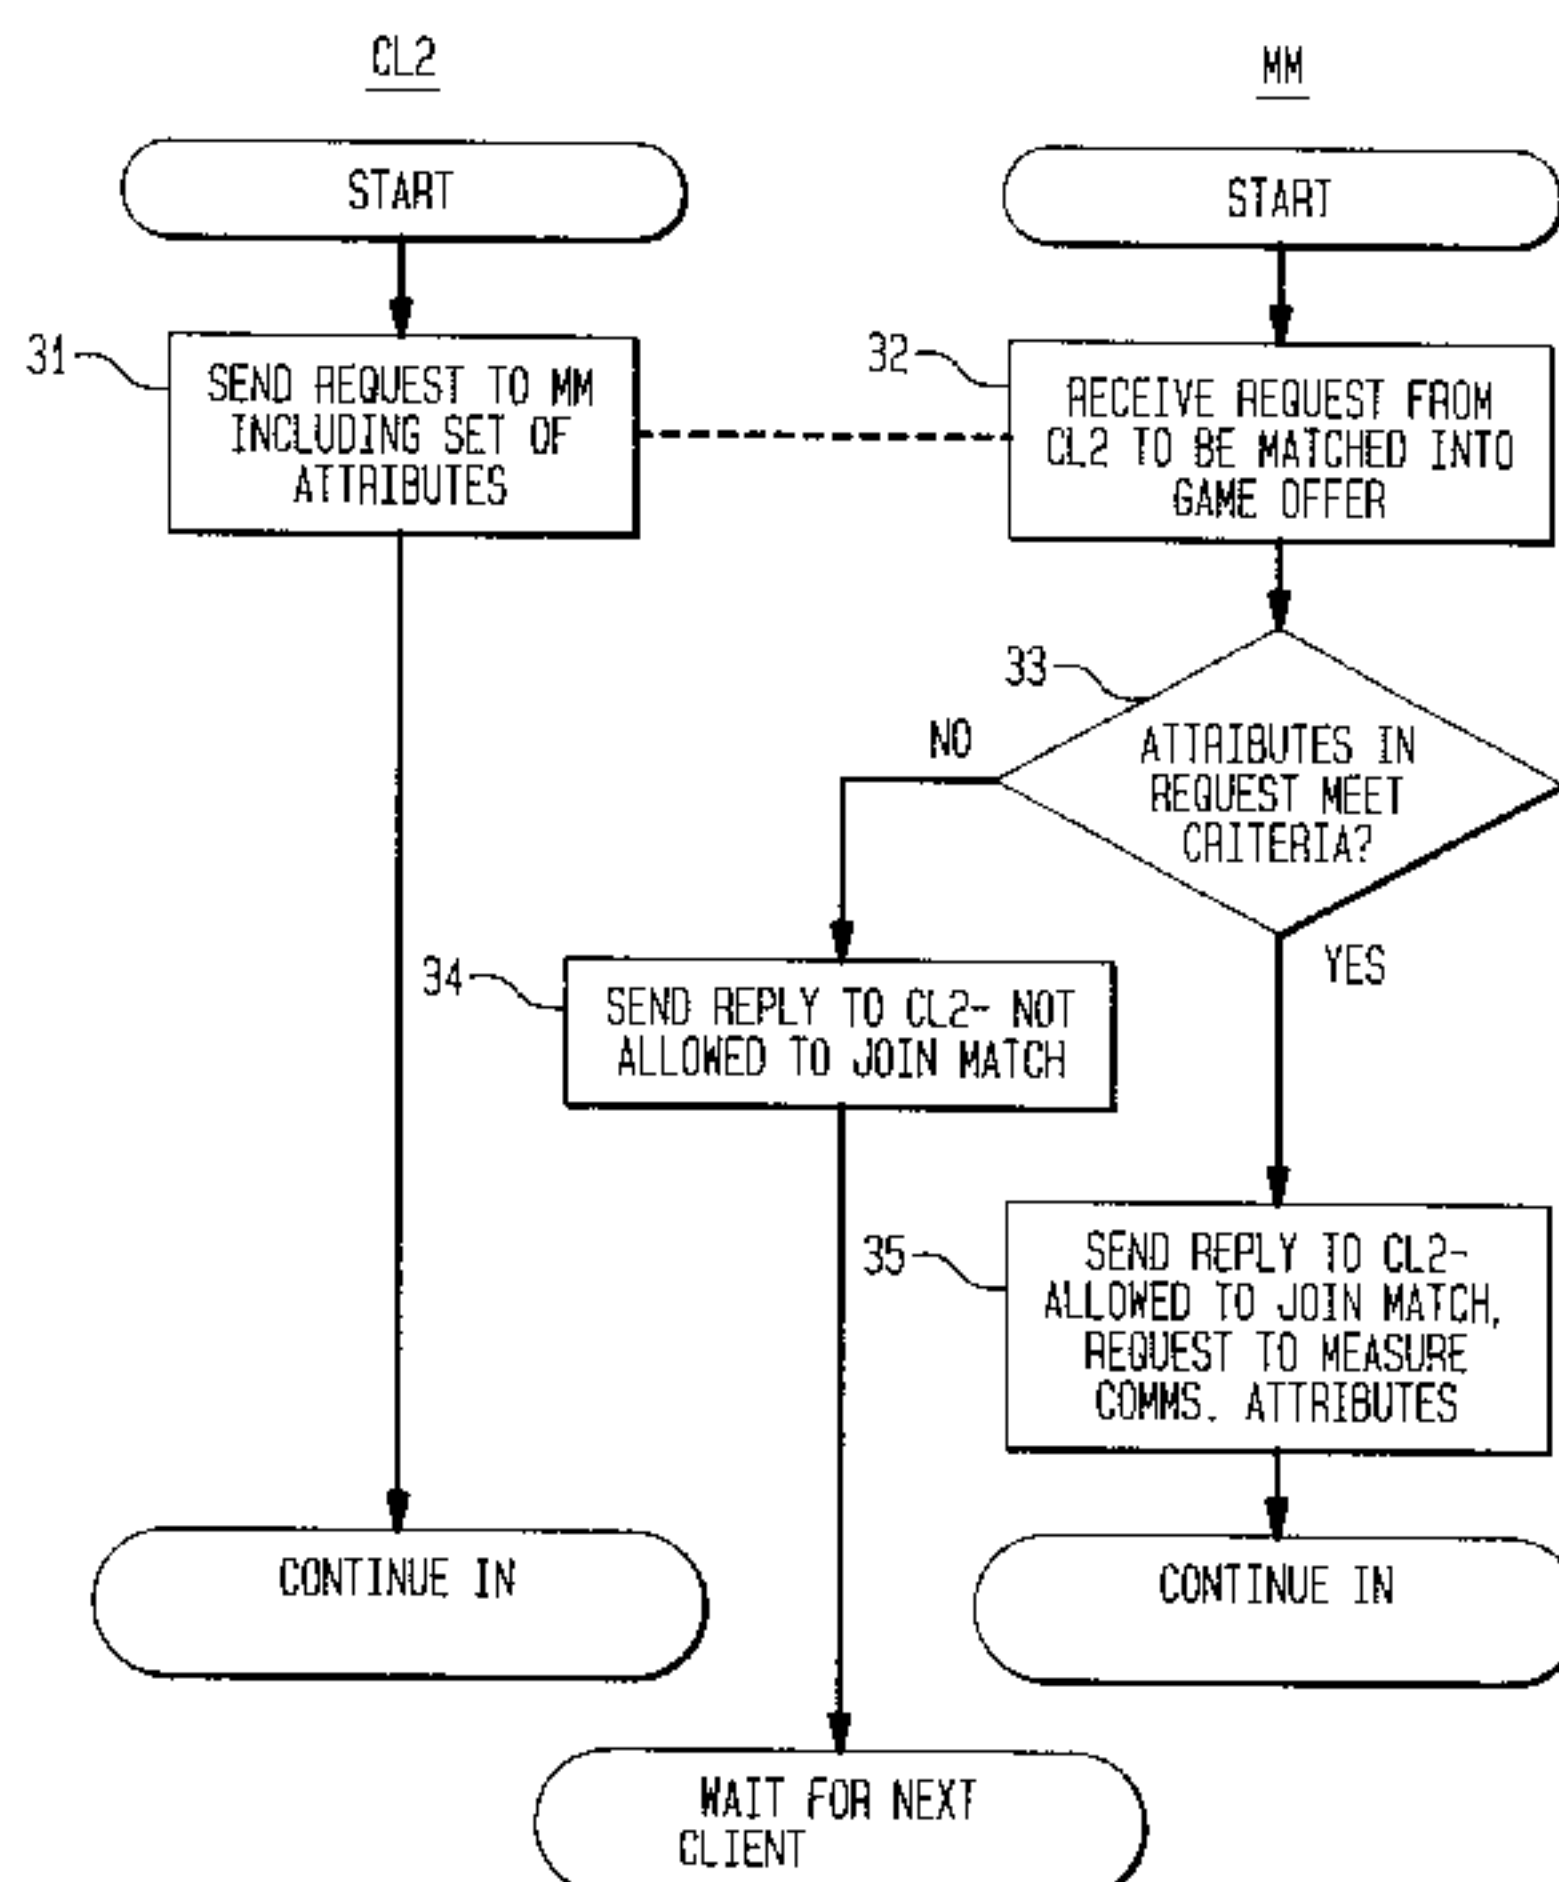 CL2
MM
START
START
31
SEND REQUEST TO MM
INCLUDING SET OF
ATTRIBUTES
32
RECEIVE REQUEST FROM
CL2 TO BE MATCHED INTO
GAME OFFER
33
NO
ATTRIBUTES IN
REQUEST MEET
CRITERIA?
YES
34
SEND REPLY TO CL2- NOT
ALLOWED TO JOIN MATCH
35
SEND REPLY TO CL2-
ALLOWED TO JOIN MATCH,
REQUEST TO MEASURE
COMMS. ATTRIBUTES
CONTINUE IN
CONTINUE IN
WAIT FOR NEXT
CLIENT